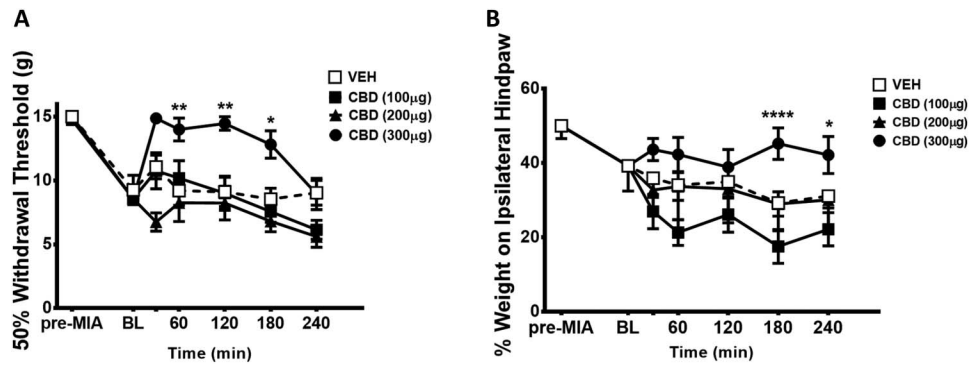 A
50% Withdrawal Threshold (g)
15
10
5
0
** ** *
VEH
CBD (100µg)
CBD (200µg)
CBD (300µg)
pre-MIA BL 60 120 180 240
Time (min)
B
% Weight on Ipsilateral Hindpaw
60
40
20
0
**** *
VEH
CBD (100µg)
CBD (200µg)
CBD (300µg)
pre-MIA BL 60 120 180 240
Time (min)